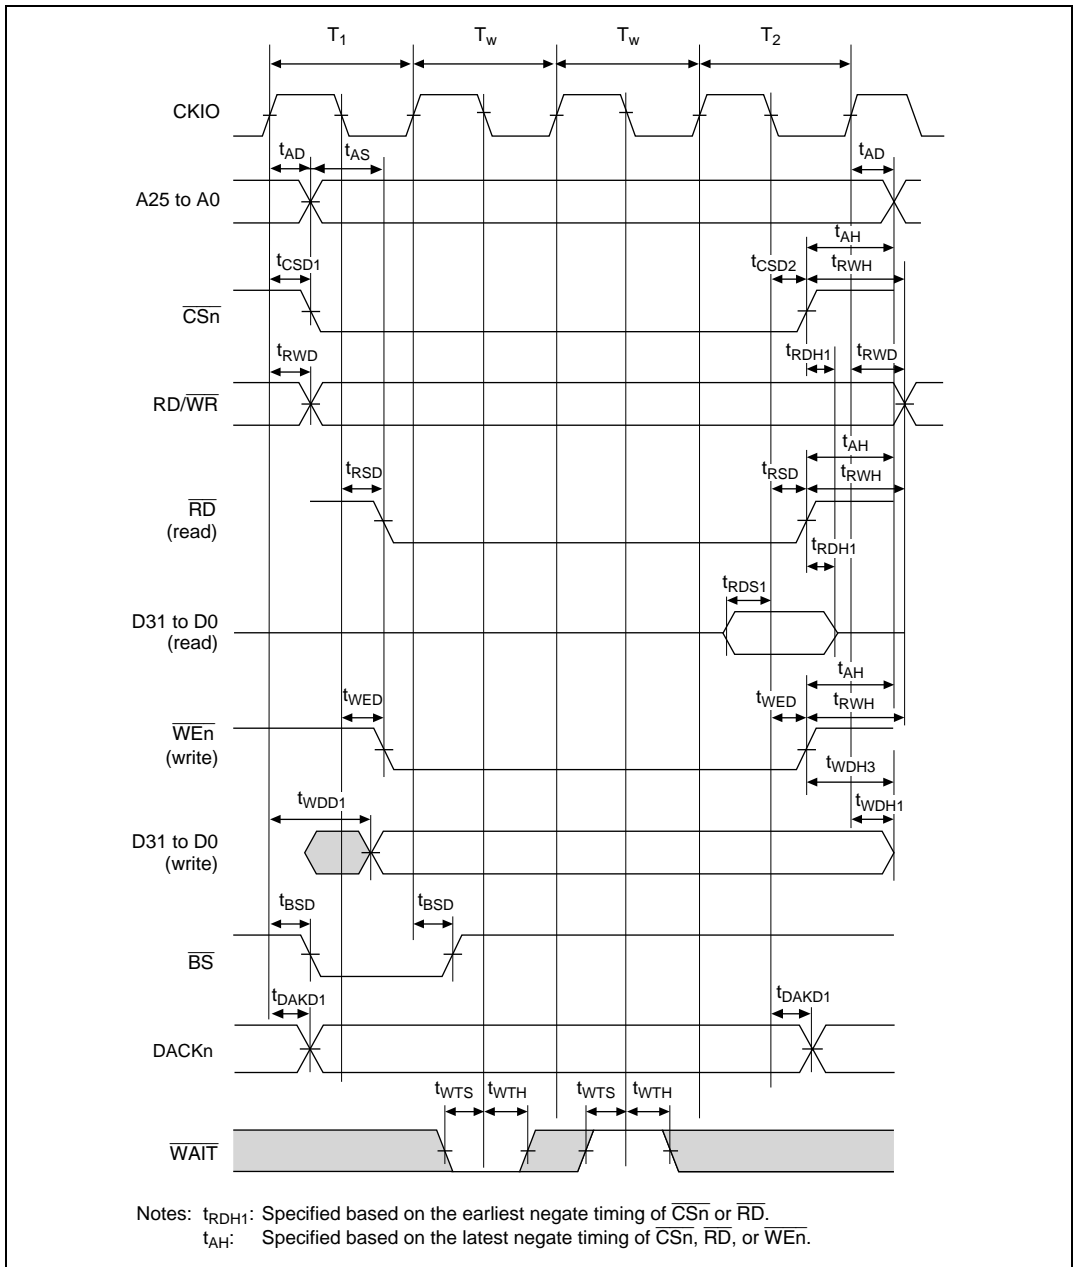 T1 Tw Tw T2
CKIO
tAD tAS tAD
A25 to A0
tAH
tCSD1 tCSD2 tRWH
CSn
tRWD tRDH1 tRWD
RD/WR
tAH
tRSD tRSD tRWH
RD
(read)
tRDH1
tRDS1
D31 to D0
(read)
tAH
tWED tWED tRWH
WEn
(write)
tWDH3
tWDD1 tWDH1
D31 to D0
(write)
tBSD tBSD
BS
tDAKD1 tDAKD1
DACKn
tWTS tWTH tWTS tWTH
WAIT
Notes: tRDH1: Specified based on the earliest negate timing of CSn or RD.
tAH: Specified based on the latest negate timing of CSn, RD, or WEn.